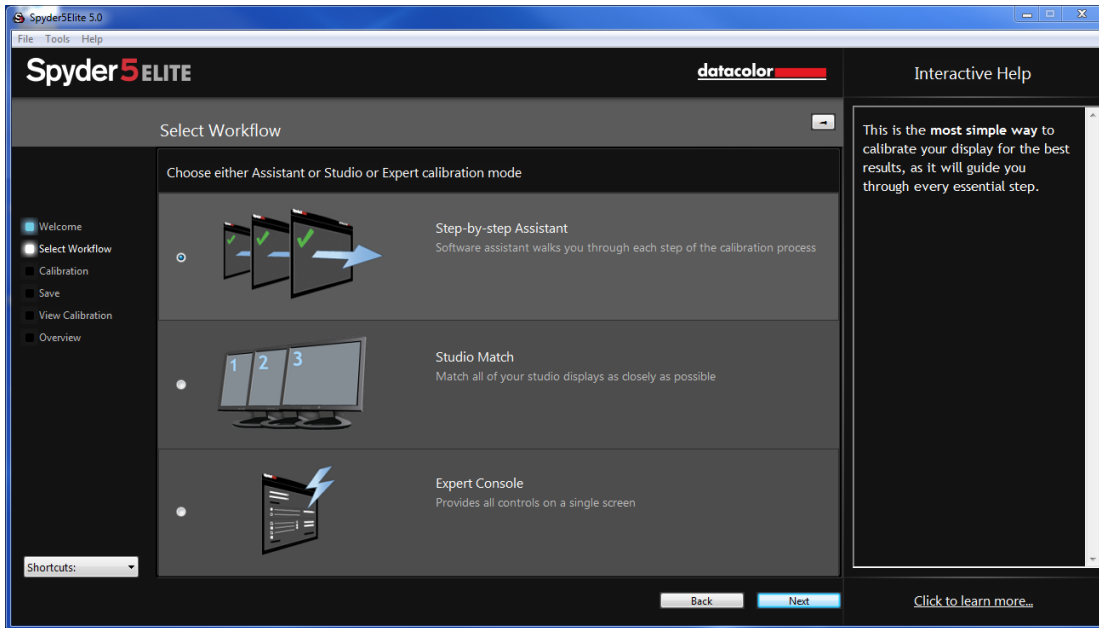 Spyder5Elite 5.0
File Tools Help
Spyder5ELITE
datacolor
Interactive Help
Select Workflow
Choose either Assistant or Studio or Expert calibration mode
This is the most simple way to
calibrate your display for the best
results, as it will guide you
through every essential step.
Welcome
Select Workflow
Calibration
Save
View Calibration
Overview
Step-by-step Assistant
Software assistant walks you through each step of the calibration process
1 2 3
Studio Match
Match all of your studio displays as closely as possible
Expert Console
Provides all controls on a single screen
Shortcuts:
Back
Next
Click to learn more...